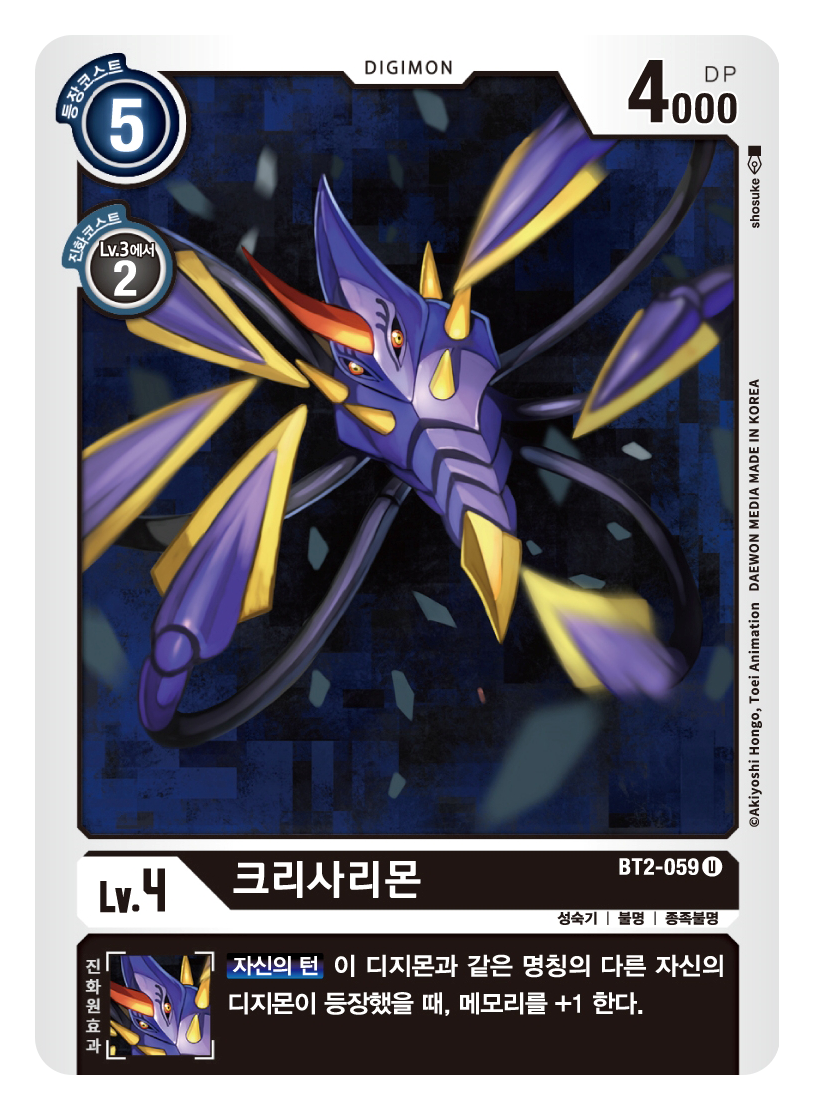 DIGIMON
등장코스트
5
DP
4000
진화코스트
Lv.3에서
2
shosuke
©Akiyoshi Hongo, Toei Animation DAEWON MEDIA MADE IN KOREA
Lv.4
크리사리몬
BT2-059 U
성숙기 | 불명 | 종족불명
진화원효과
자신의 턴 이 디지몬과 같은 명칭의 다른 자신의
디지몬이 등장했을 때, 메모리를 +1 한다.